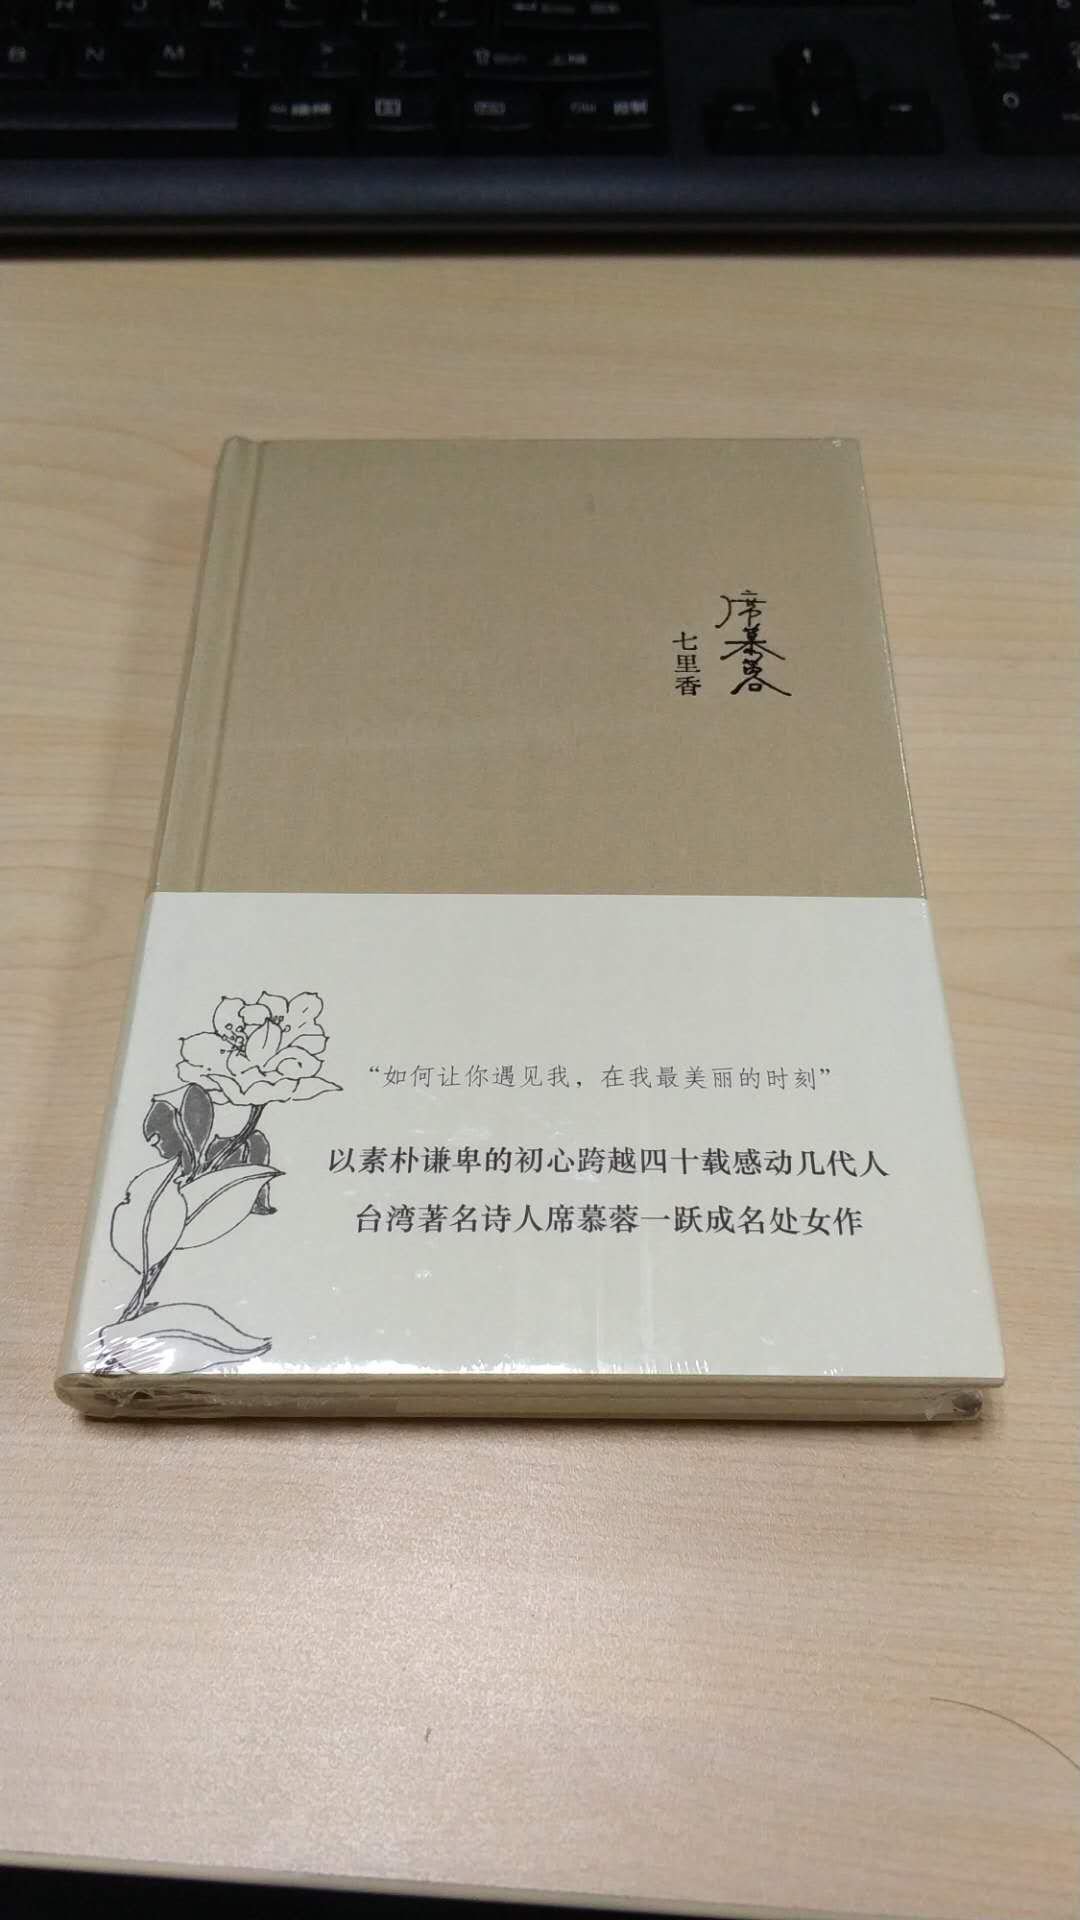 B N M
席慕蓉
七里香
“如何让你遇见我，在我最美丽的时刻”
以素朴谦卑的初心跨越四十载感动几代人
台湾著名诗人席慕蓉一跃成名处女作